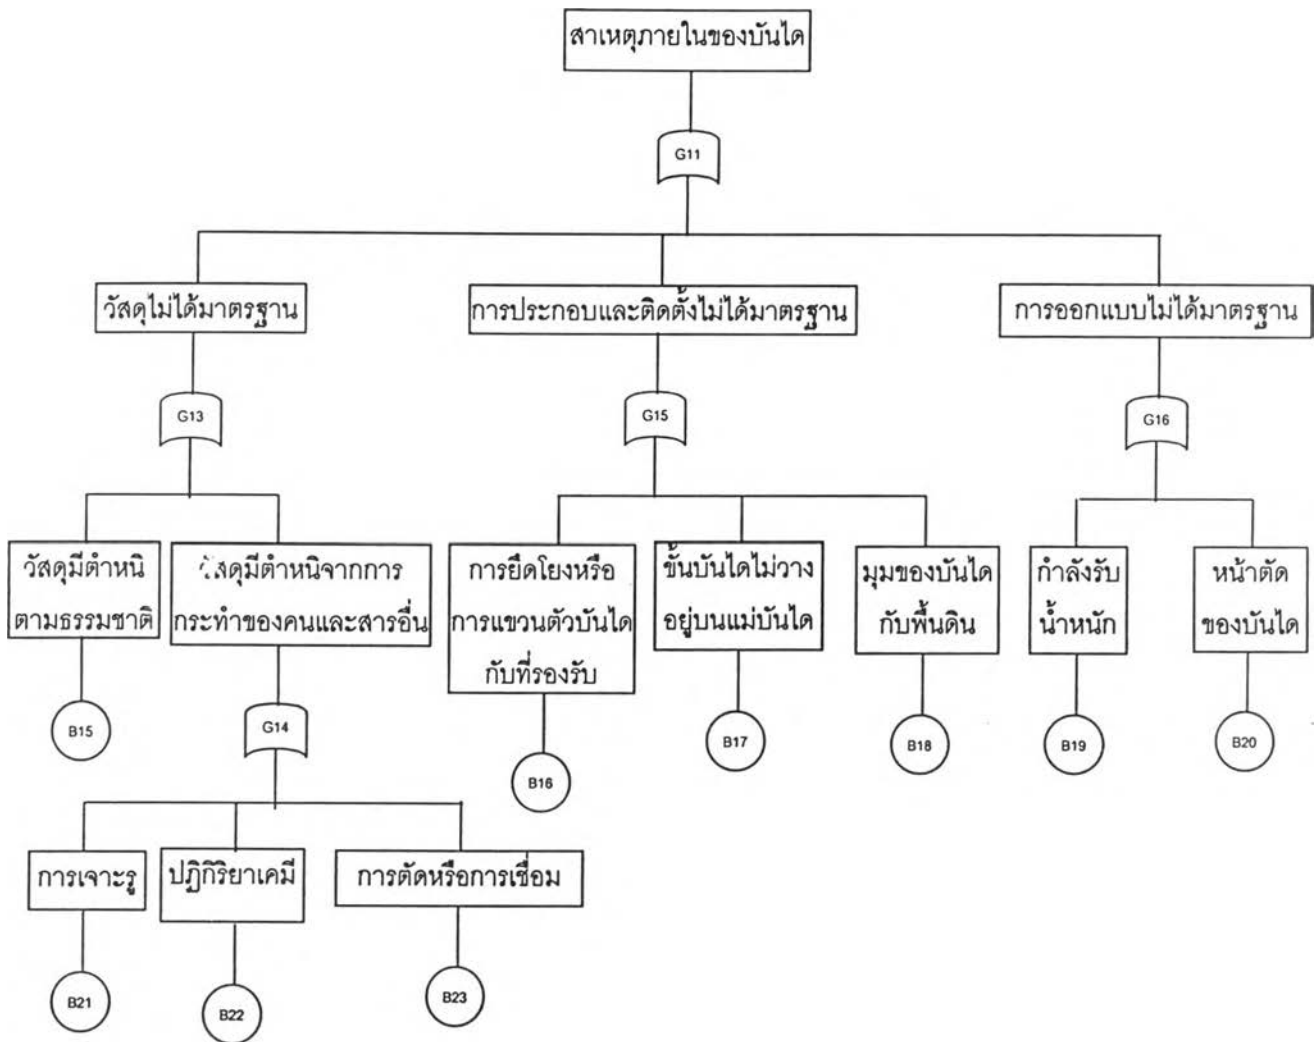 สาเหตุภายในของบันได
G11
วัสดุไม่ได้มาตรฐาน
การประกอบและติดตั้งไม่ได้มาตรฐาน
การออกแบบไม่ได้มาตรฐาน
G13
G15
G16
วัสดุมีตำหนิ
ตามธรรมชาติ
วัสดุมีตำหนิจากการ
กระทำของคนและสารอื่น
การยึดโยงหรือ
การแขวนตัวบันได
กับที่รองรับ
ขั้นบันไดไม่วาง
อยู่บนแม่บันได
มุมของบันได
กับพื้นดิน
กำลังรับ
น้ำหนัก
หน้าตัด
ของบันได
B15
G14
B16
B17
B18
B19
B20
การเจาะรู
ปฏิกิริยาเคมี
การตัดหรือการเชื่อม
B21
B22
B23